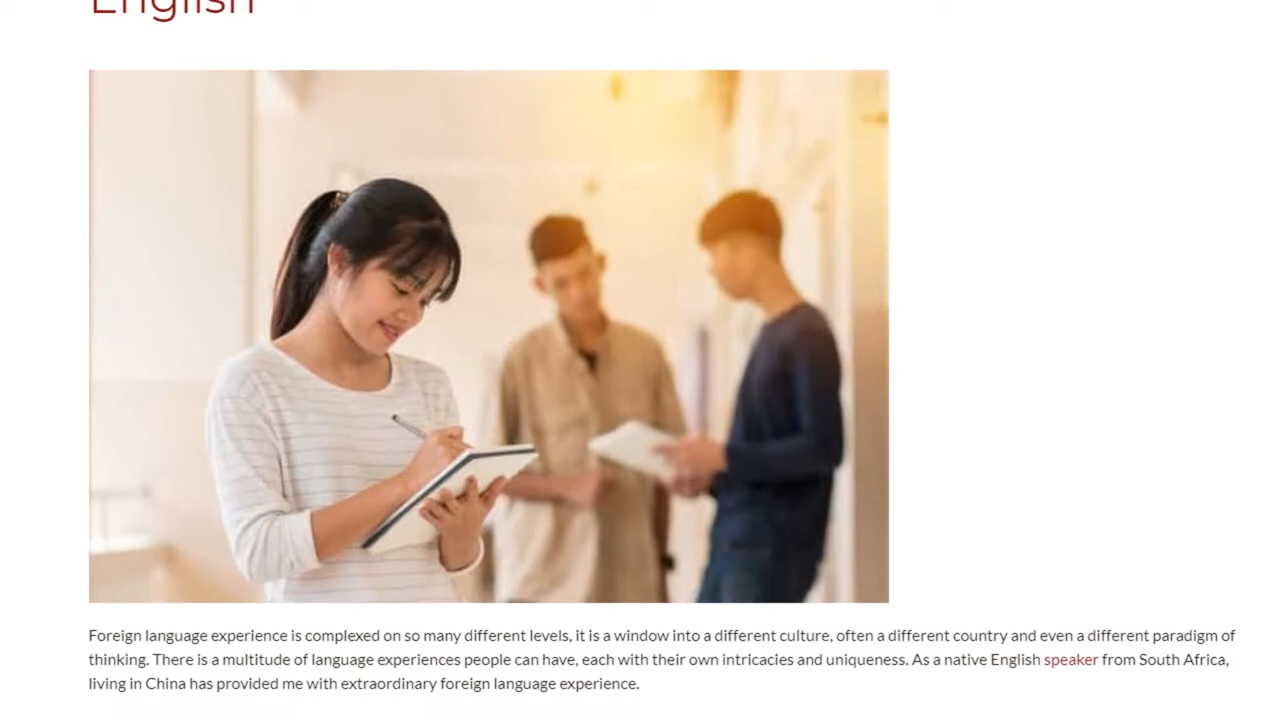 English
Foreign language experience is complexed on so many different levels, it is a window into a different culture, often a different country and even a different paradigm of
thinking. There is a multitude of language experiences people can have, each with their own intricacies and uniqueness. As a native English speaker from South Africa,
living in China has provided me with extraordinary foreign language experience.